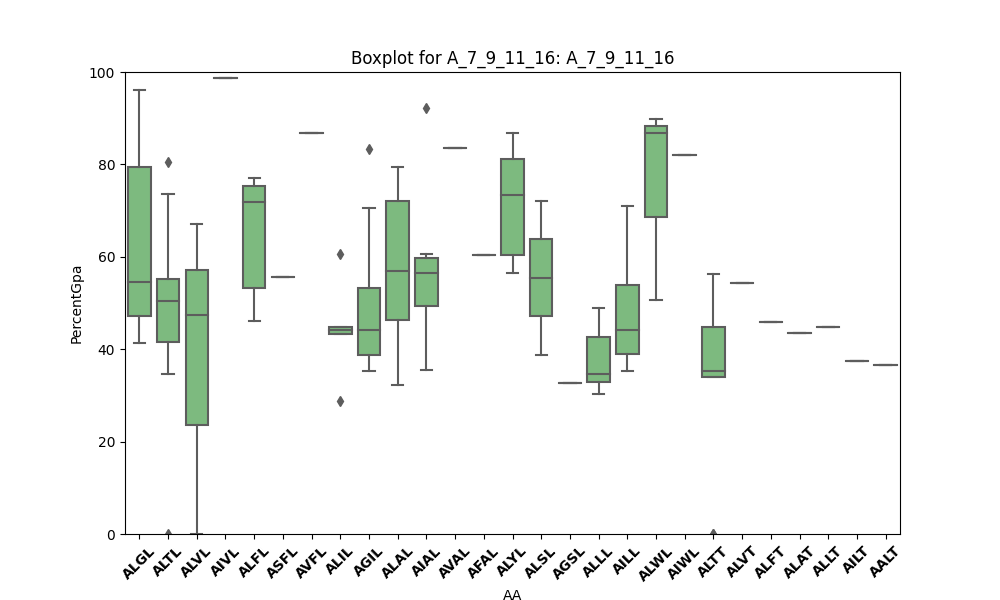 Boxplot for A_7_9_11_16: A_7_9_11_16
100
80
60
40
20
0
PercentGpa
ALGL ALTL ALVL AIVL ALFL ASFL AVFL ALIL AGIL ALAL AIAL AVAL AFAL ALYL ALSL AGSL ALLL AILL ALWL AIWL ALTT ALVT ALFT ALAT ALLT AILT AALT
AA